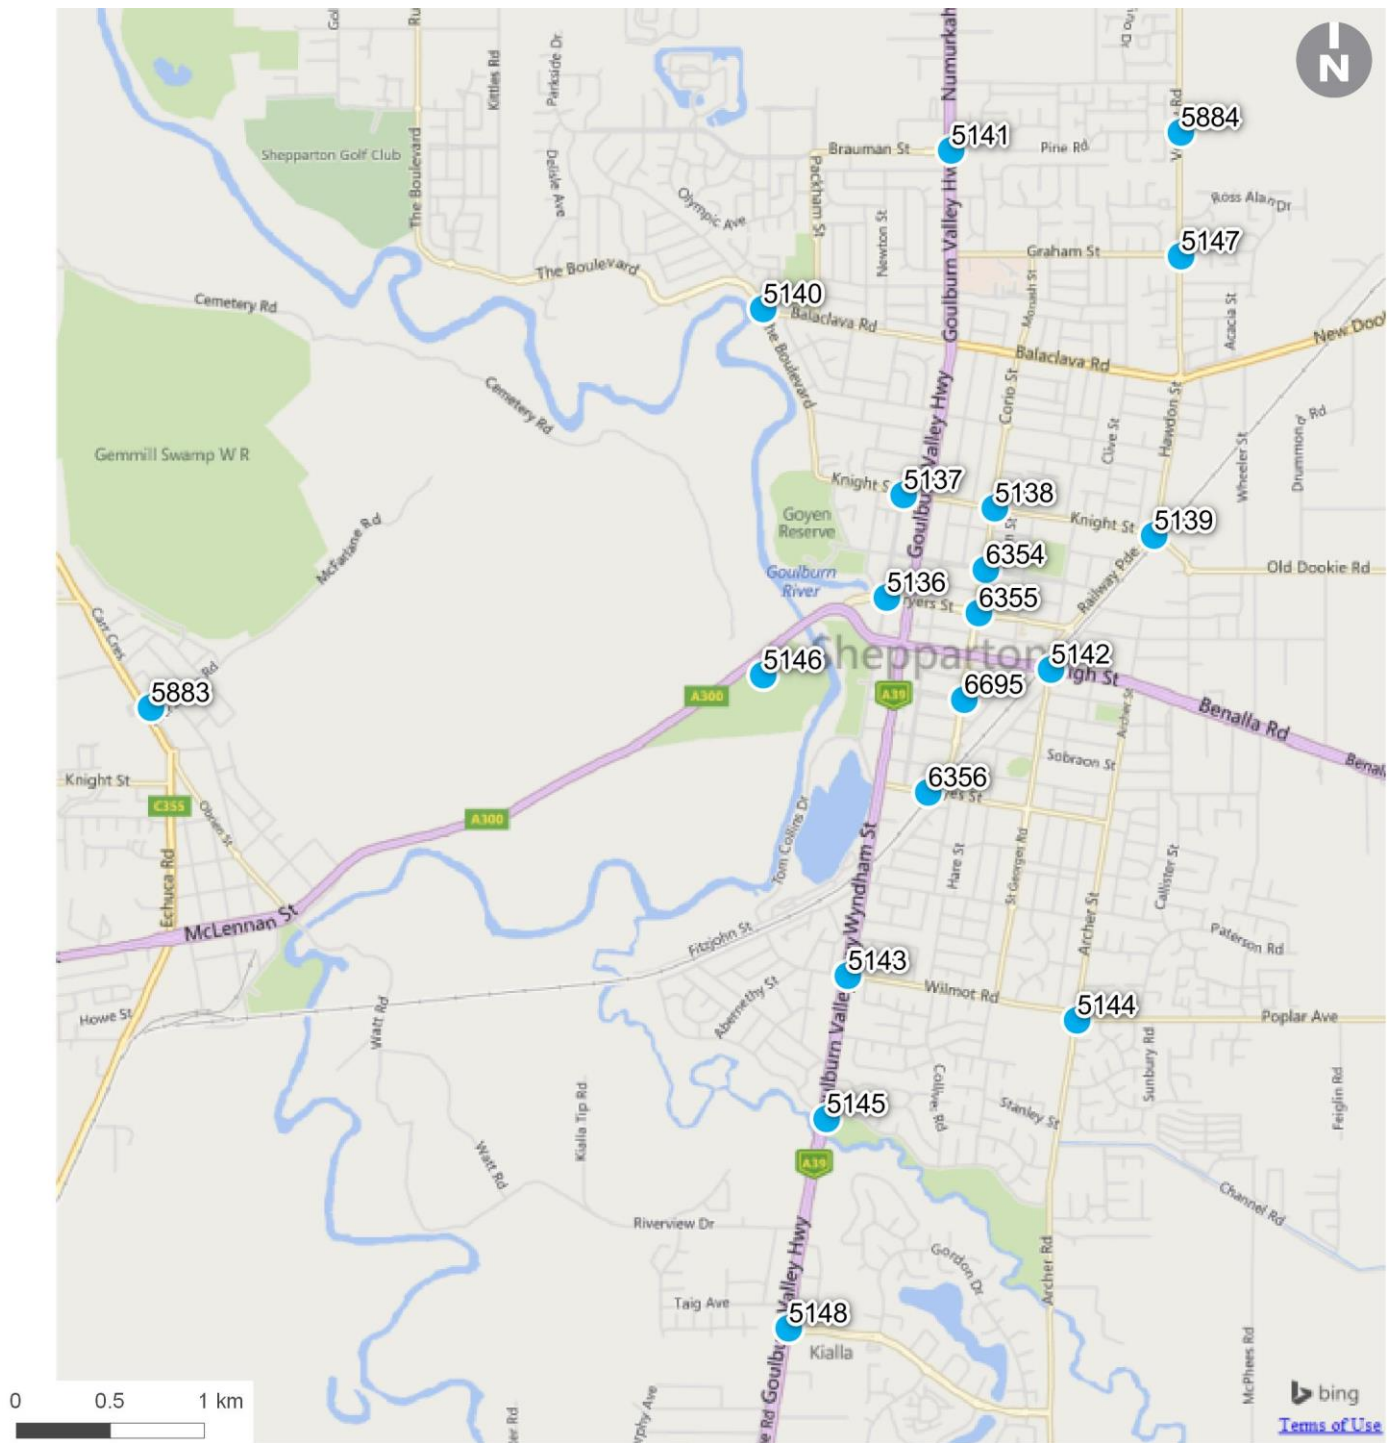 Numurkah
N
Kittles Rd
Parkside Dr
5884
5141
Brauman St
Pine Rd
Shepparton Golf Club
The Boulevard
Delisle Ave
Packham St
Olympic Ave
Ross Alan Dr
Newton St
Goulburn Valley Hwy
5147
Graham St
The Boulevard
Monash St
Cemetery Rd
5140
Balaclava Rd
Acacia St
The Boulevard
Balaclava Rd
Cemetery Rd
Corio St
Hawdon St
Clive St
Wheeler St
Gemmill Swamp W R
Knight S
5137
5138
Knight St
5139
Goyen
Reserve
McFarlane Rd
6354
Old Dookie Rd
Goulburn
River
5136
6355
Railway Pde
Carr Cres
Shepparton
5146
5142
Rd
6695
A300
A39
5883
Archer St
Benalla Rd
Sobraon St
Knight St
6356
C355
Obrien St
A300
Tom Collins Dr
Wyndham St
Hare St
St Georges Rd
Callister St
Echuca Rd
McLennan St
Archer St
Fitzjohn St
Paterson Rd
5143
Abernethy St
Wilmot Rd
5144
Howe St
Watt Rd
Poplar Ave
Sunbury Rd
Kialla Tip Rd
Feiglin Rd
5145
Stanley St
A39
Watt Rd
Channel Rd
Riverview Dr
Valley Hwy
Gordon Dr
Archer Rd
Taig Ave
5148
Kialla
McPhees Rd
0 0.5 1 km
bing
Terms of Use